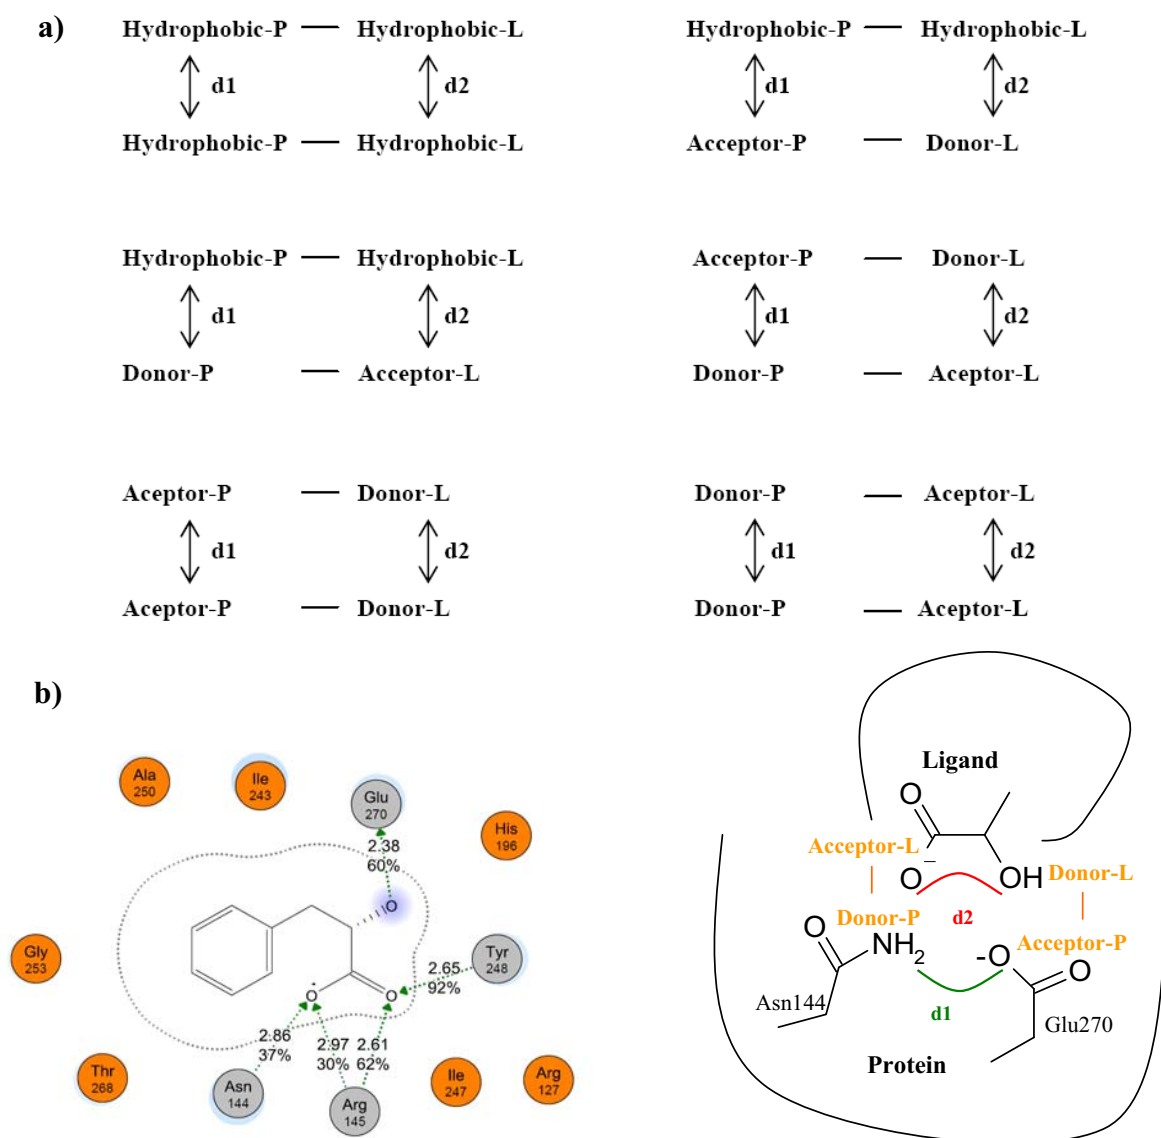 a)
Hydrophobic-P — Hydrophobic-L
d1 d2
Hydrophobic-P — Hydrophobic-L
Hydrophobic-P — Hydrophobic-L
d1 d2
Acceptor-P — Donor-L
Hydrophobic-P — Hydrophobic-L
d1 d2
Donor-P — Acceptor-L
Acceptor-P — Donor-L
d1 d2
Donor-P — Aceptor-L
Aceptor-P — Donor-L
d1 d2
Aceptor-P — Donor-L
Donor-P — Aceptor-L
d1 d2
Donor-P — Aceptor-L
b)
Ala
250
Ile
243
Glu
270
His
196
2.38
60%
O
Gly
253
Tyr
248
2.65
92%
O
O
2.86
37%
2.97
30%
2.61
62%
Thr
268
Asn
144
Arg
145
Ile
247
Arg
127
Ligand
O
Acceptor-L
O−
OH
Donor-L
Donor-P
d2
O
NH2
-O
Acceptor-P
O
Asn144
d1
Glu270
Protein